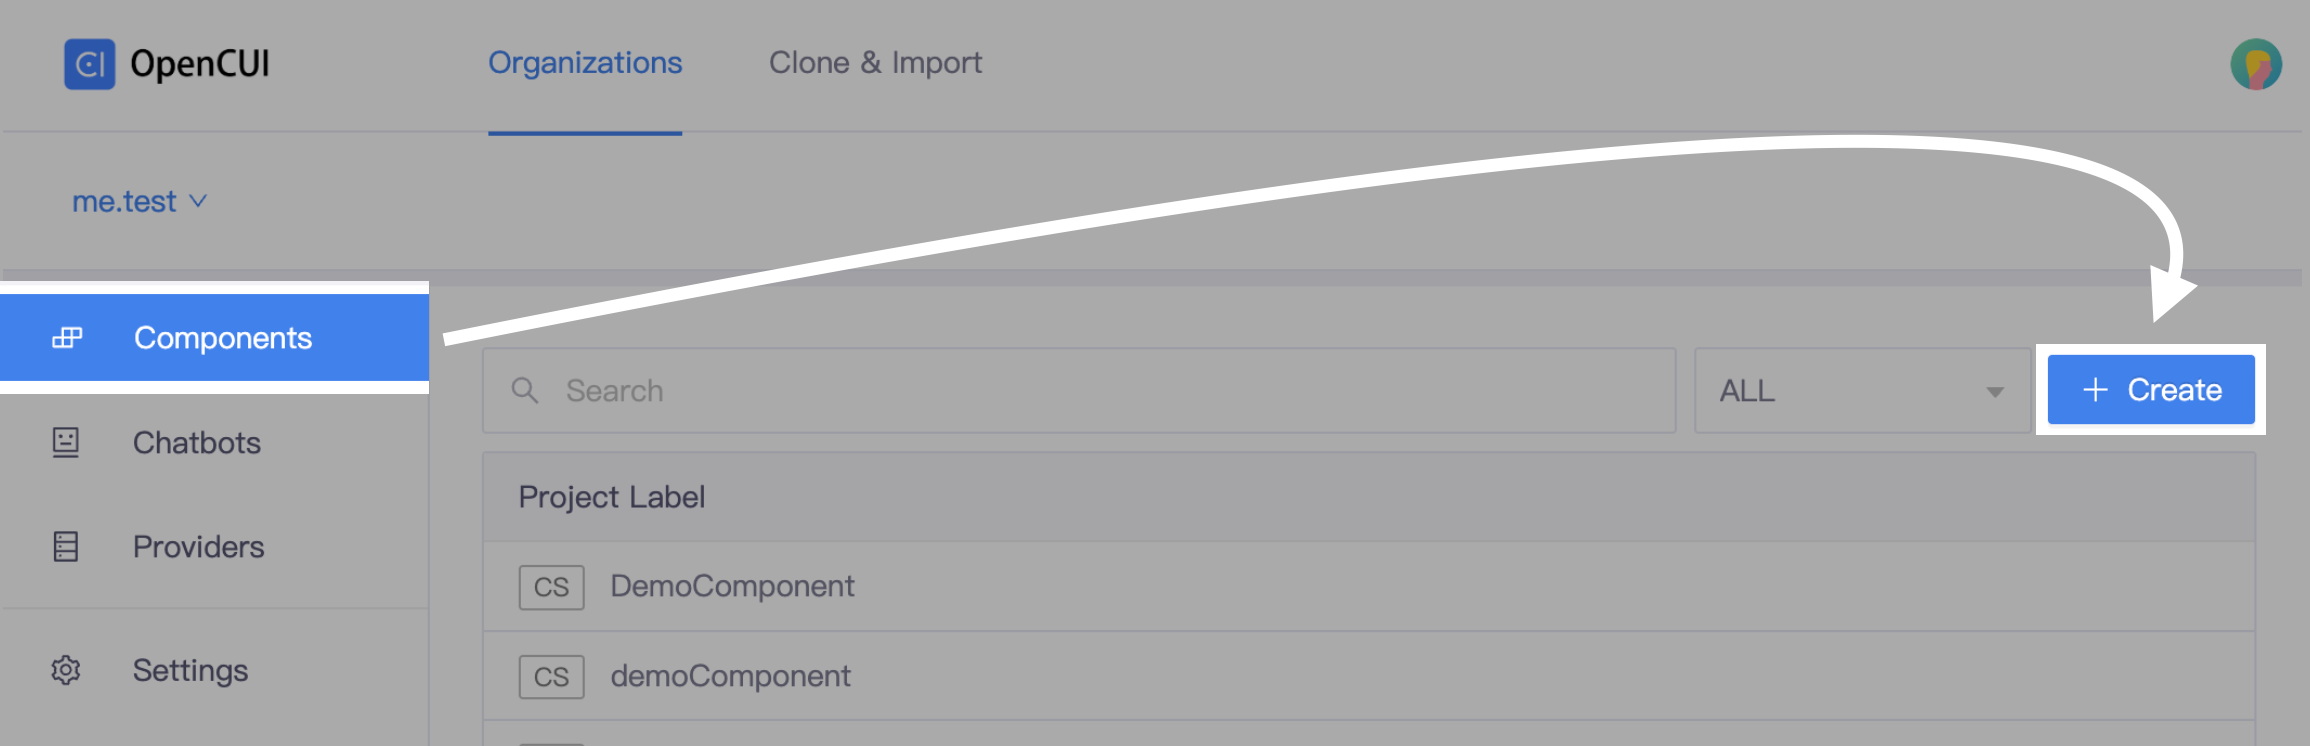 OpenCUI
Organizations
Clone & Import
me.test
Components
Chatbots
Providers
Settings
Search
ALL
+ Create
Project Label
CS DemoComponent
CS demoComponent